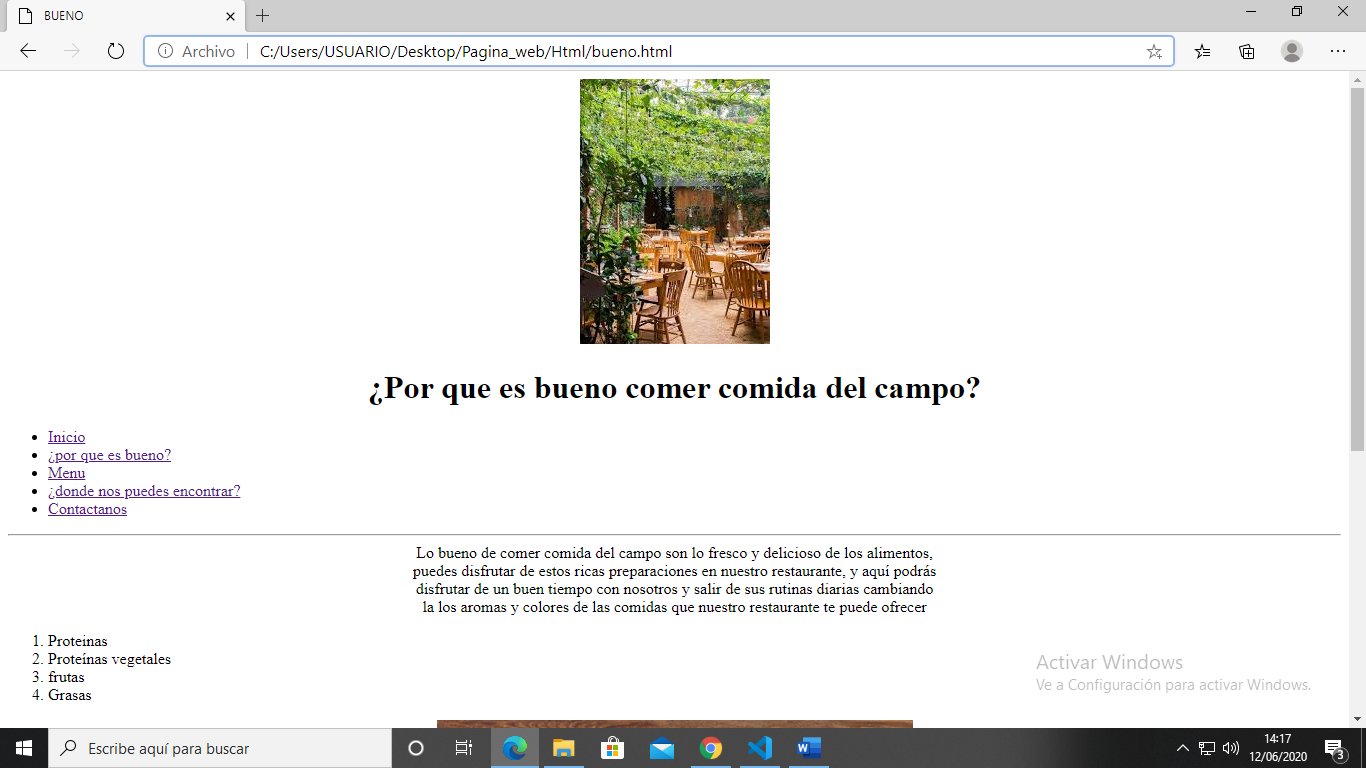 BUENO
Archivo
C:/Users/USUARIO/Desktop/Pagina_web/Html/bueno.html
¿Por que es bueno comer comida del campo?
Inicio
¿por que es bueno?
Menu
¿donde nos puedes encontrar?
Contactanos
Lo bueno de comer comida del campo son lo fresco y delicioso de los alimentos,
puedes disfrutar de estos ricas preparaciones en nuestro restaurante, y aquí podrás
disfrutar de un buen tiempo con nosotros y salir de sus rutinas diarias cambiando
la los aromas y colores de las comidas que nuestro restaurante te puede ofrecer
1. Proteinas
2. Proteínas vegetales
3. frutas
4. Grasas
Activar Windows
Ve a Configuración para activar Windows.
Escribe aquí para buscar
14:17
12/06/2020
3